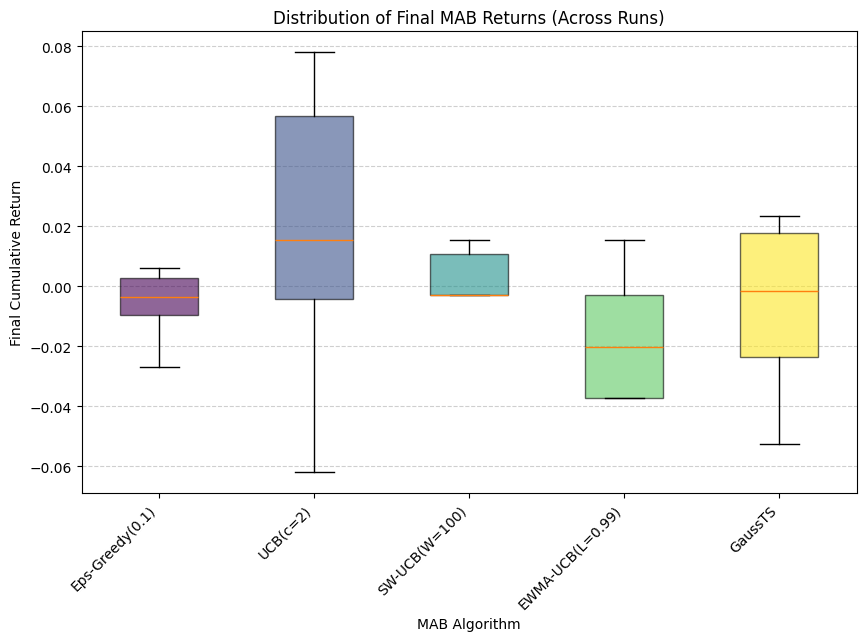 Distribution of Final MAB Returns (Across Runs)
Final Cumulative Return
0.08
0.06
0.04
0.02
0.00
−0.02
−0.04
−0.06
Eps-Greedy(0.1)
UCB(c=2)
SW-UCB(W=100)
EWMA-UCB(L=0.99)
GaussTS
MAB Algorithm